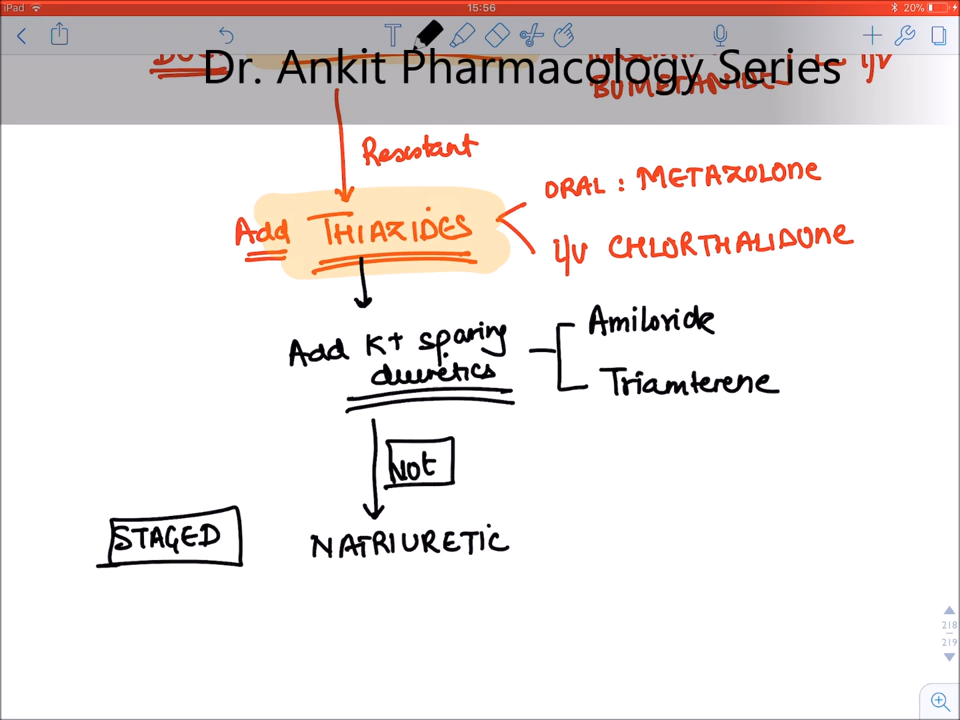 iPad 15:56 20%
T
Dr. Ankit Pharmacology Series
BUMETANIDE
i/v
Resistant
Add THIAZIDES
ORAL : METAZOLONE
i/v CHLORTHALIDONE
Add K+ sparing
diuretics
Amiloride
Triamterene
Not
STAGED
NATRIURETIC
218
219